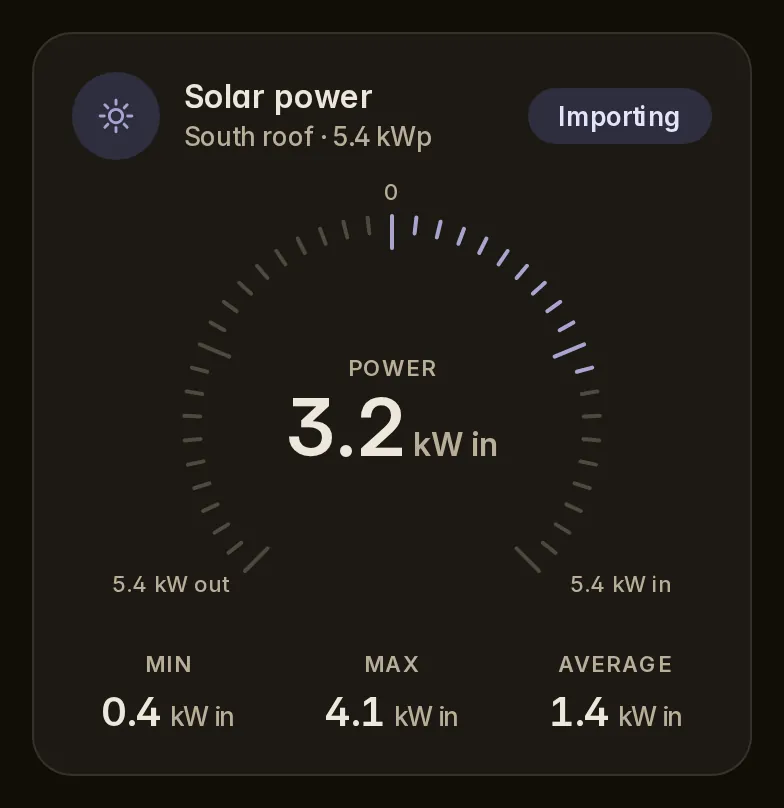 Solar power
South roof · 5.4 kWp
Importing
0
POWER
3.2 kW in
5.4 kW out
5.4 kW in
MIN
0.4 kW in
MAX
4.1 kW in
AVERAGE
1.4 kW in